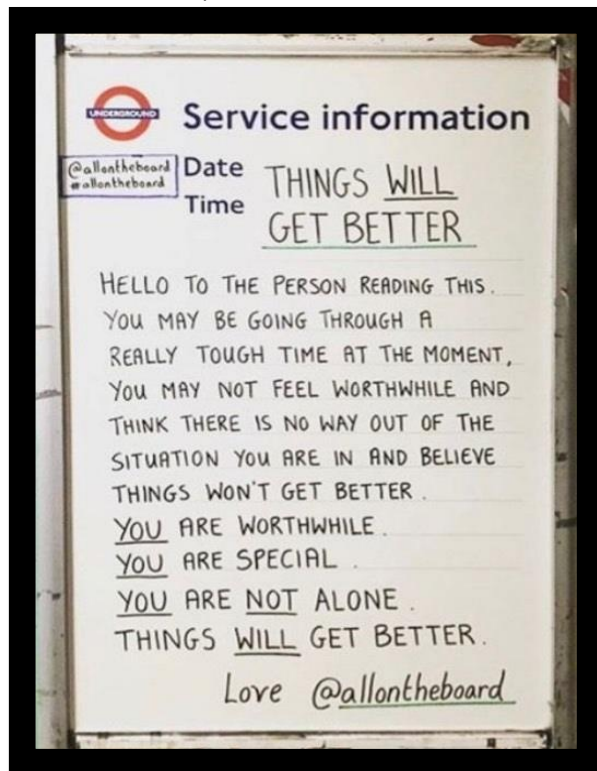 UNDERGROUND
Service information
@allontheboard
#allontheboard
Date
Time
THINGS WILL
GET BETTER
HELLO TO THE PERSON READING THIS.
YOU MAY BE GOING THROUGH A
REALLY TOUGH TIME AT THE MOMENT,
YOU MAY NOT FEEL WORTHWHILE AND
THINK THERE IS NO WAY OUT OF THE
SITUATION YOU ARE IN AND BELIEVE
THINGS WON'T GET BETTER.
YOU ARE WORTHWHILE.
YOU ARE SPECIAL.
YOU ARE NOT ALONE.
THINGS WILL GET BETTER.
Love @allontheboard